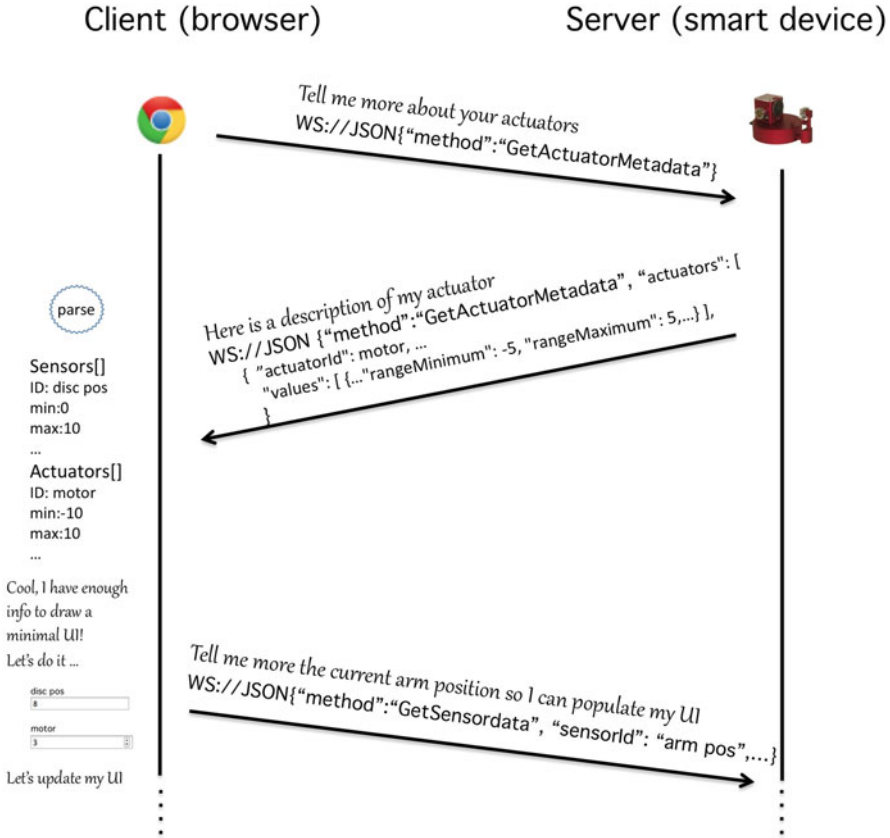 Client (browser)
Server (smart device)
Tell me more about your actuators
WS://JSON{“method”:“GetActuatorMetadata”}
Here is a description of my actuator
WS://JSON {“method”:“GetActuatorMetadata”, “actuators": [
{ ”actuatorId": motor, ...
"values": [ {..."rangeMinimum": -5, "rangeMaximum": 5,...} ],
}
parse
Sensors[]
ID: disc pos
min:0
max:10
...
Actuators[]
ID: motor
min:-10
max:10
...
Cool, I have enough
info to draw a
minimal UI!
Let's do it ...
disc pos
8
motor
3
Let's update my UI
Tell me more the current arm position so I can populate my UI
WS://JSON{“method”:“GetSensordata”, “sensorId”: “arm pos”,...}